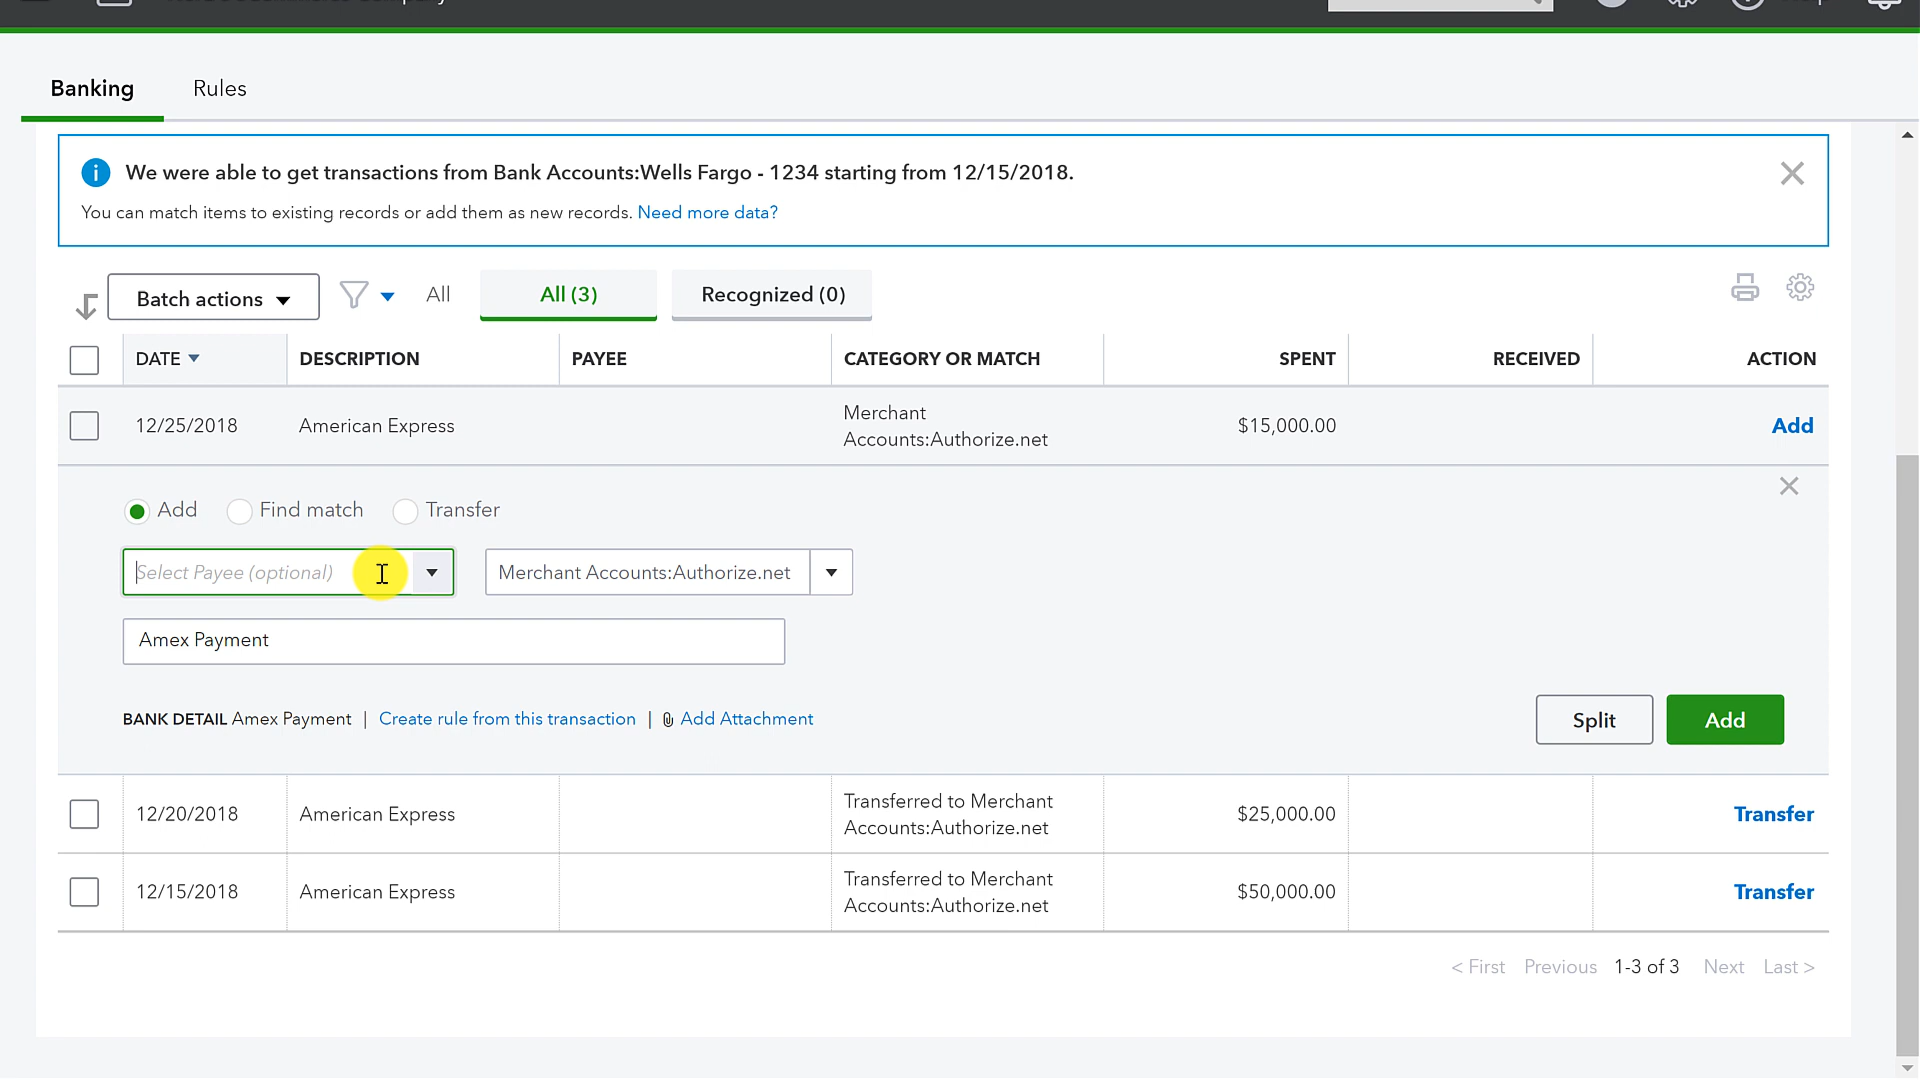 Banking Rules
We were able to get transactions from Bank Accounts:Wells Fargo - 1234 starting from 12/15/2018.
You can match items to existing records or add them as new records. Need more data?
Batch actions All All (3) Recognized (0)
DATE DESCRIPTION PAYEE CATEGORY OR MATCH SPENT RECEIVED ACTION
12/25/2018 American Express Merchant Accounts:Authorize.net $15,000.00 Add
Add Find match Transfer
Select Payee (optional) Merchant Accounts:Authorize.net
Amex Payment
BANK DETAIL Amex Payment | Create rule from this transaction | Add Attachment Split Add
12/20/2018 American Express Transferred to Merchant Accounts:Authorize.net $25,000.00 Transfer
12/15/2018 American Express Transferred to Merchant Accounts:Authorize.net $50,000.00 Transfer
< First Previous 1-3 of 3 Next Last >